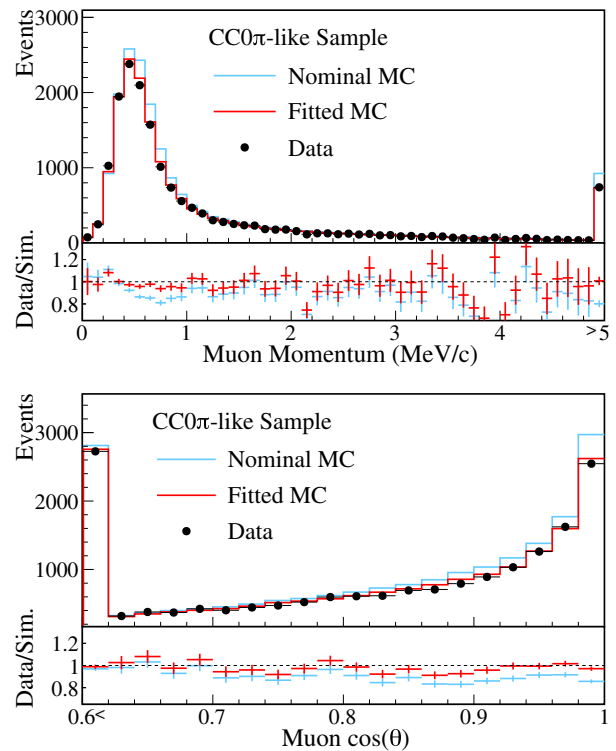 CC0π-like Sample
Nominal MC
Fitted MC
Data
Events
3000
2000
1000
0
Data/Sim.
1.2
1
0.8
0 1 2 3 4 >5
Muon Momentum (MeV/c)
CC0π-like Sample
Nominal MC
Fitted MC
Data
Events
3000
2000
1000
Data/Sim.
1.2
1
0.8
0.6< 0.7 0.8 0.9 1
Muon cos(θ)